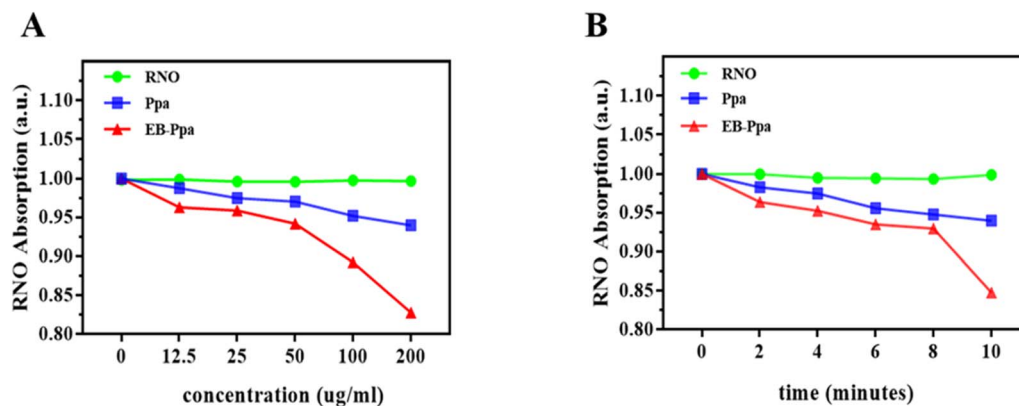 A
RNO Absorption (a.u.)
1.10
1.05
1.00
0.95
0.90
0.85
0.80
RNO
Ppa
EB-Ppa
0 12.5 25 50 100 200
concentration (ug/ml)
B
RNO Absorption (a.u.)
1.10
1.05
1.00
0.95
0.90
0.85
0.80
RNO
Ppa
EB-Ppa
0 2 4 6 8 10
time (minutes)